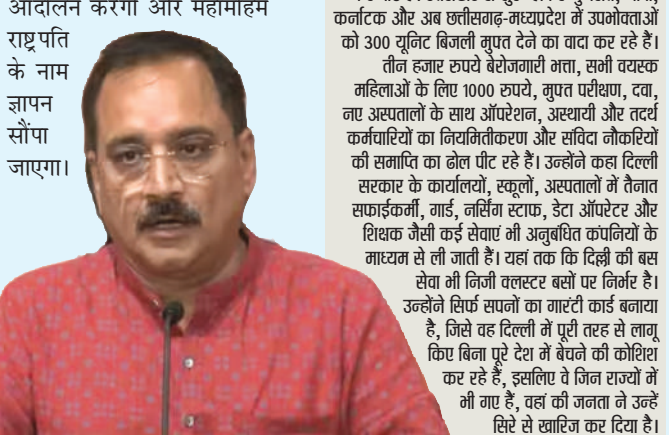 आंदोलन करेगा और महामहिम
राष्ट्रपति
के नाम
ज्ञापन
सौंपा
जाएगा।
कर्नाटक और अब छत्तीसगढ़-मध्यप्रदेश में उपभोक्ताओं
को 300 यूनिट बिजली मुफ्त देने का वादा कर रहे हैं।
तीन हजार रुपये बेरोजगारी भत्ता, सभी वयस्क
महिलाओं के लिए 1000 रुपये, मुफ्त परीक्षण, दवा,
नए अस्पतालों के साथ ऑपरेशन, अस्थायी और तदर्थ
कर्मचारियों का नियमितीकरण और संविदा नौकरियों
की समाप्ति का ढोल पीट रहे हैं। उन्होंने कहा दिल्ली
सरकार के कार्यालयों, स्कूलों, अस्पतालों में तैनात
सफाईकर्मी, गार्ड, नर्सिंग स्टाफ, डेटा ऑपरेटर और
शिक्षक जैसी कई सेवाएं भी अनुबंधित कंपनियों के
माध्यम से ली जाती हैं। यहां तक कि दिल्ली की बस
सेवा भी निजी क्लस्टर बसों पर निर्भर है।
उन्होंने सिर्फ सपनों का गारंटी कार्ड बनाया
है, जिसे वह दिल्ली में पूरी तरह से लागू
किए बिना पूरे देश में बेचने की कोशिश
कर रहे हैं, इसलिए वे जिन राज्यों में
भी गए हैं, वहां की जनता ने उन्हें
सिरे से खारिज कर दिया है।